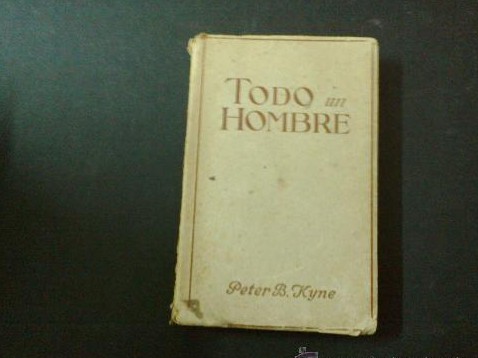 TODO un
HOMBRE
Peter B. Kyne